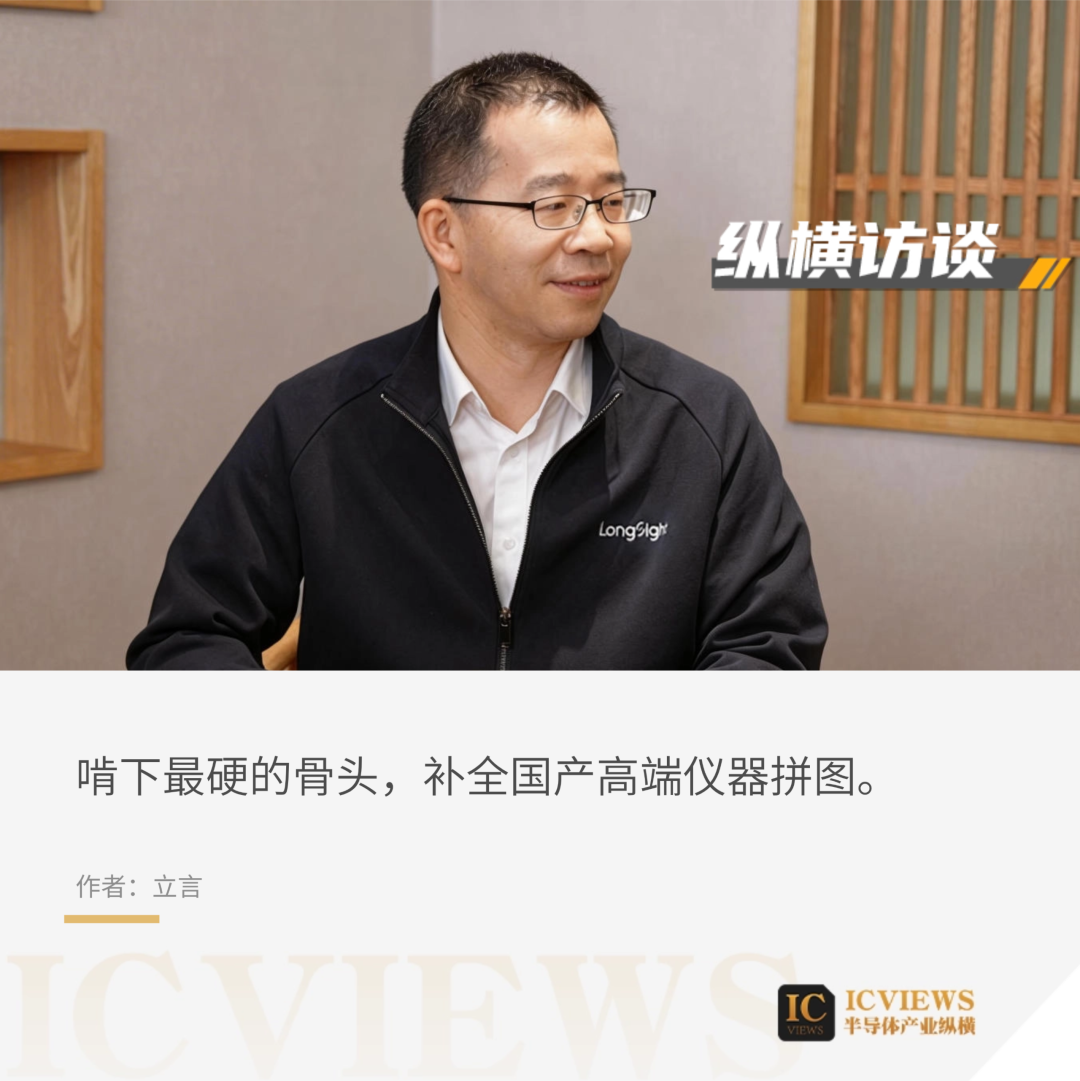 纵横访谈
LongSight
啃下最硬的骨头，补全国产高端仪器拼图。
作者：立言
ICVIEWS
IC
VIEWS
ICVIEWS
半导体产业纵横